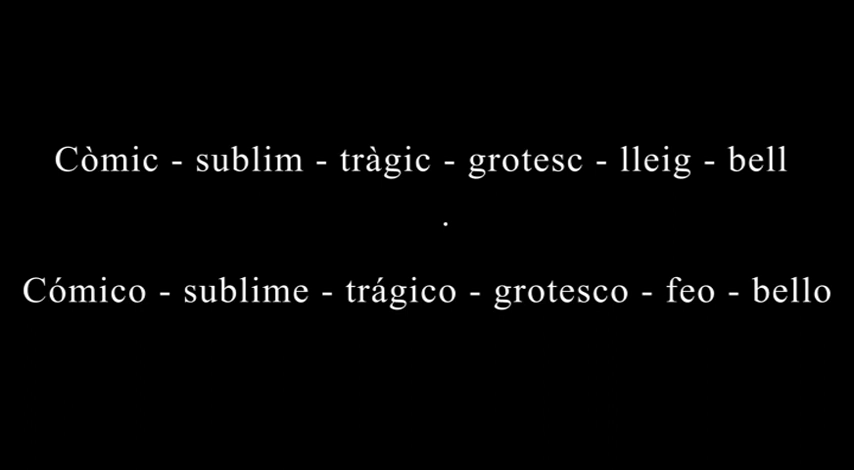 Còmic - sublim - tràgic - grotesc - lleig - bell
.
Cómico - sublime - trágico - grotesco - feo - bello